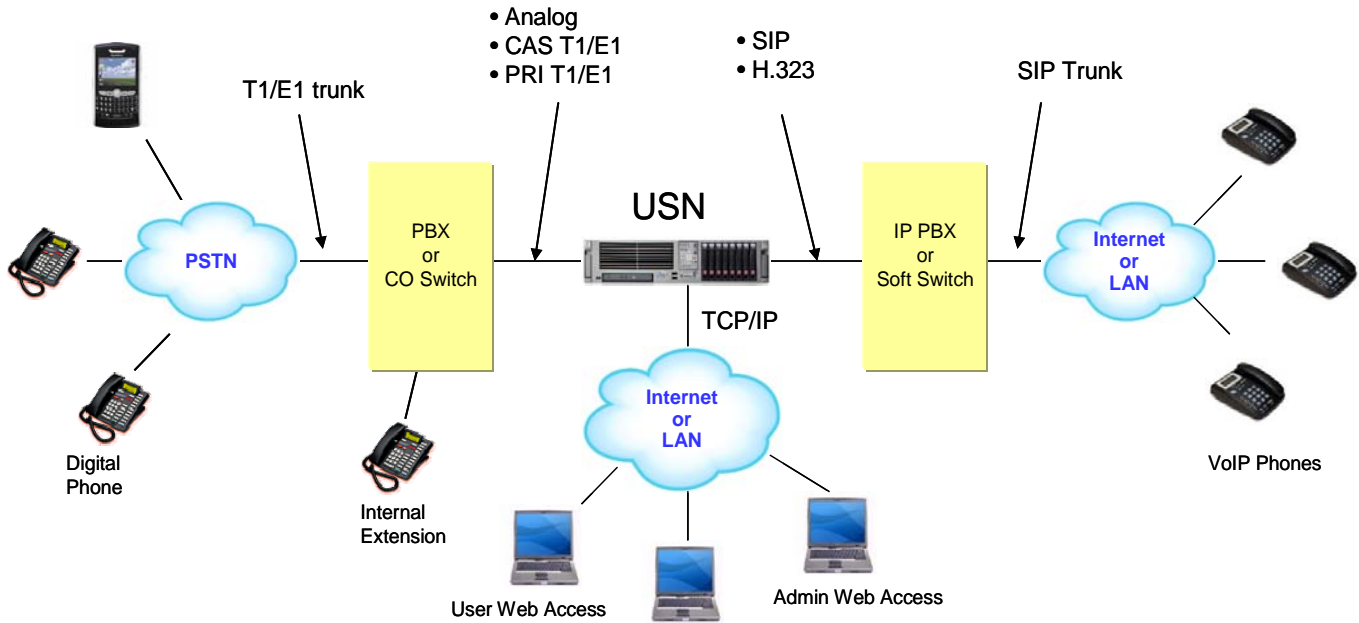 • Analog
• CAS T1/E1
• PRI T1/E1
• SIP
• H.323
T1/E1 trunk
SIP Trunk
USN
PBX
or
CO Switch
IP PBX
or
Soft Switch
PSTN
Internet
or
LAN
TCP/IP
Internet
or
LAN
Digital
Phone
Internal
Extension
VoIP Phones
User Web Access
Admin Web Access